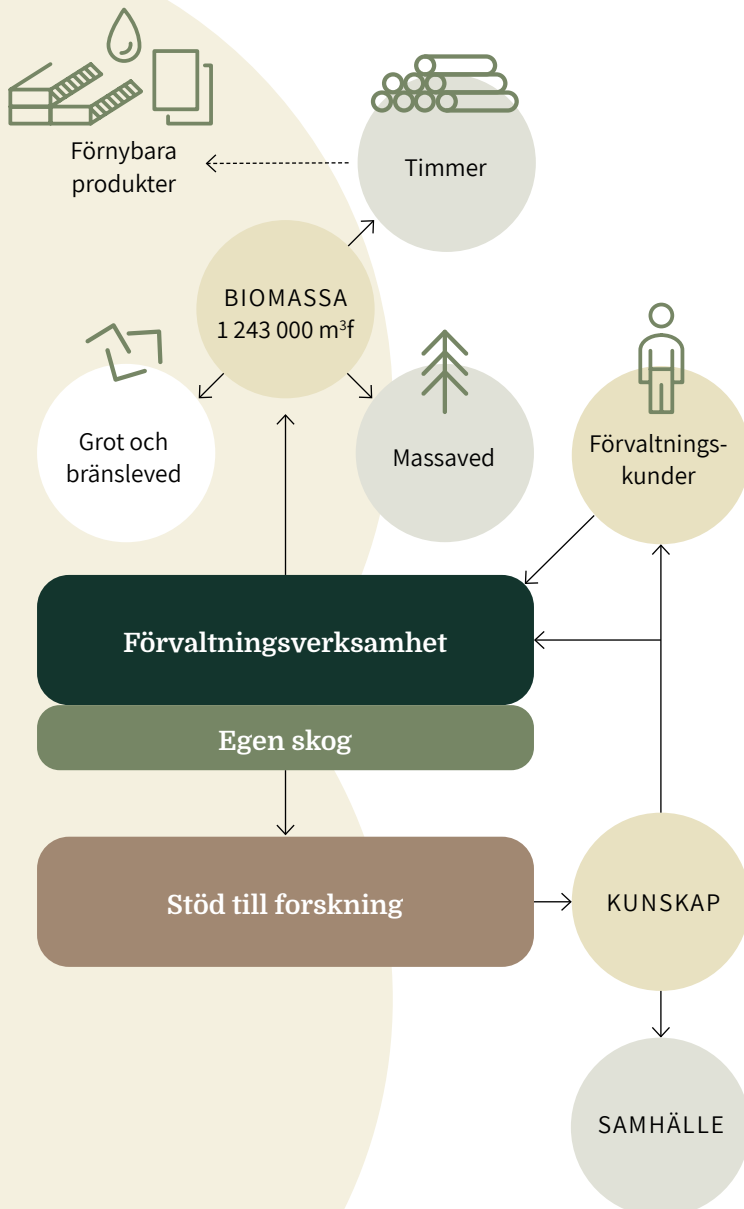 Förnybara
produkter
Timmer
BIOMASSA
1 243 000 m³f
Grot och
bränsleved
Massaved
Förvaltnings-
kunder
Förvaltningsverksamhet
Egen skog
Stöd till forskning
KUNSKAP
SAMHÄLLE